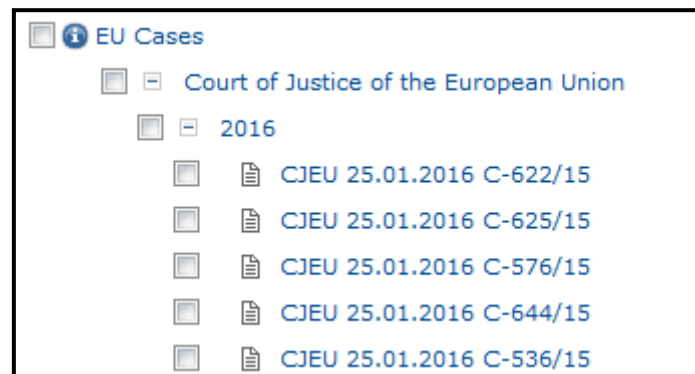 EU Cases
Court of Justice of the European Union
2016
CJEU 25.01.2016 C-622/15
CJEU 25.01.2016 C-625/15
CJEU 25.01.2016 C-576/15
CJEU 25.01.2016 C-644/15
CJEU 25.01.2016 C-536/15